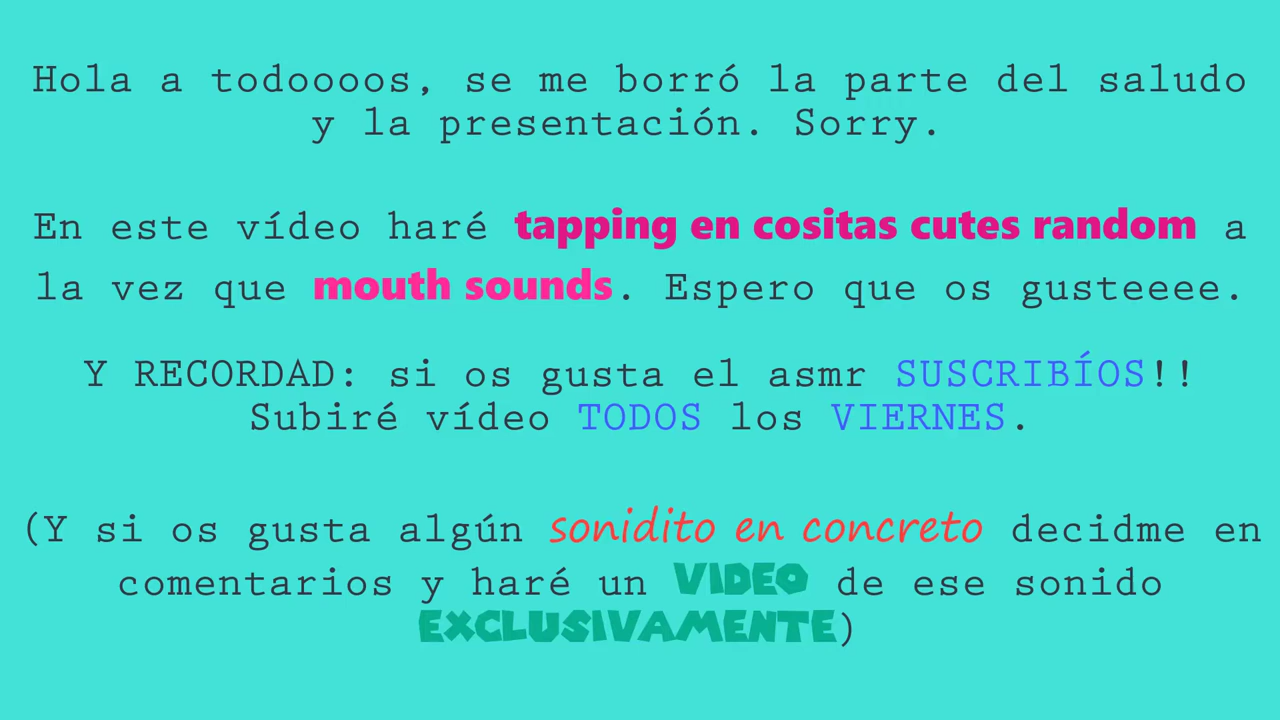 Hola a todoooos, se me borró la parte del saludo
y la presentación. Sorry.
En este vídeo haré tapping en cositas cutes random a
la vez que mouth sounds. Espero que os gusteeee.
Y RECORDAD: si os gusta el asmr SUSCRIBÍOS!!
Subiré vídeo TODOS los VIERNES.
(Y si os gusta algún sonidito en concreto decidme en
comentarios y haré un VIDEO de ese sonido
EXCLUSIVAMENTE)